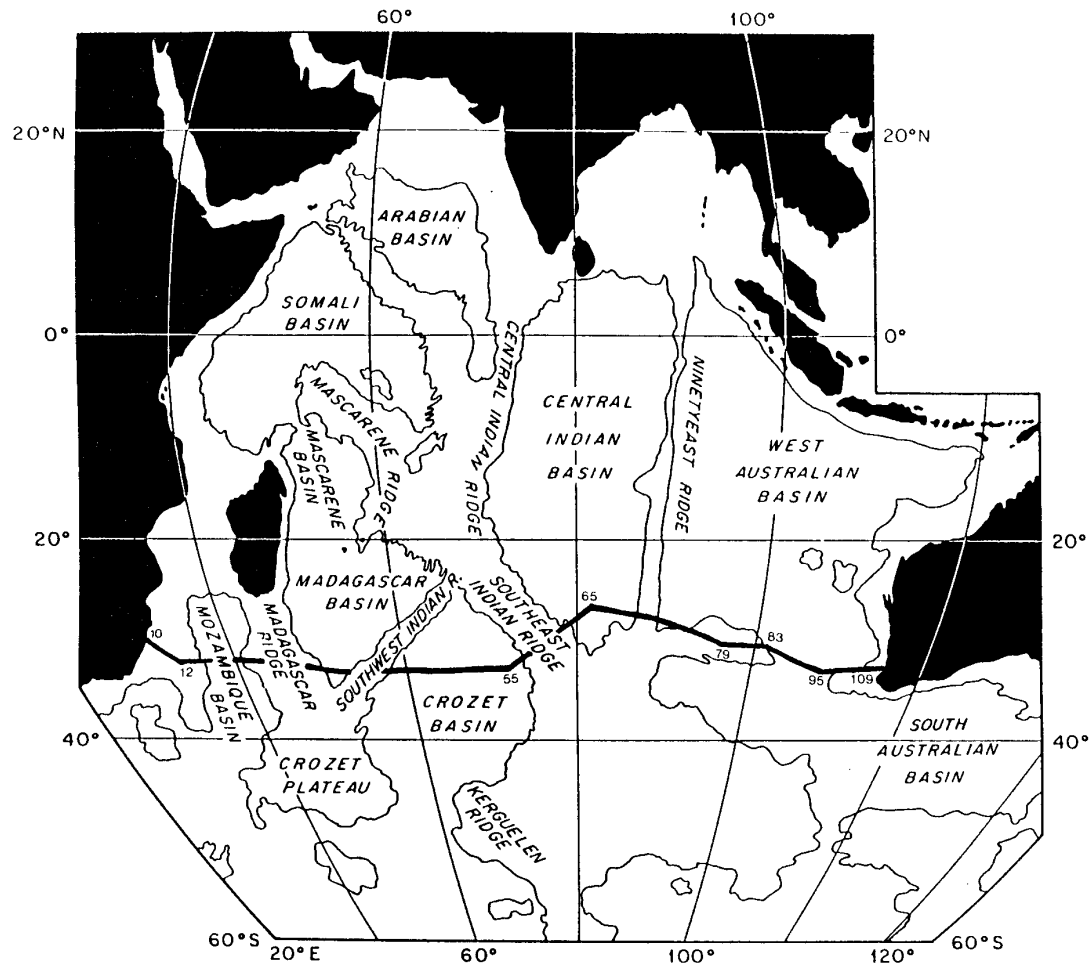 60°
100°
20°N
20°N
ARABIAN
BASIN
SOMALI
BASIN
0°
0°
CENTRAL INDIAN RIDGE
MASCARENE RIDGE
MASCARENE
BASIN
CENTRAL
INDIAN
BASIN
NINETYEAST RIDGE
WEST
AUSTRALIAN
BASIN
20°
20°
MADAGASCAR
BASIN
SOUTHWEST INDIAN R.
SOUTHEAST
INDIAN RIDGE
MOZAMBIQUE
BASIN
MADAGASCAR
RIDGE
10
12
55
65
79
83
95
109
CROZET
BASIN
40°
40°
CROZET
PLATEAU
SOUTH
AUSTRALIAN
BASIN
KERGUELEN
RIDGE
60°S
20°E
60°
100°
120°
60°S